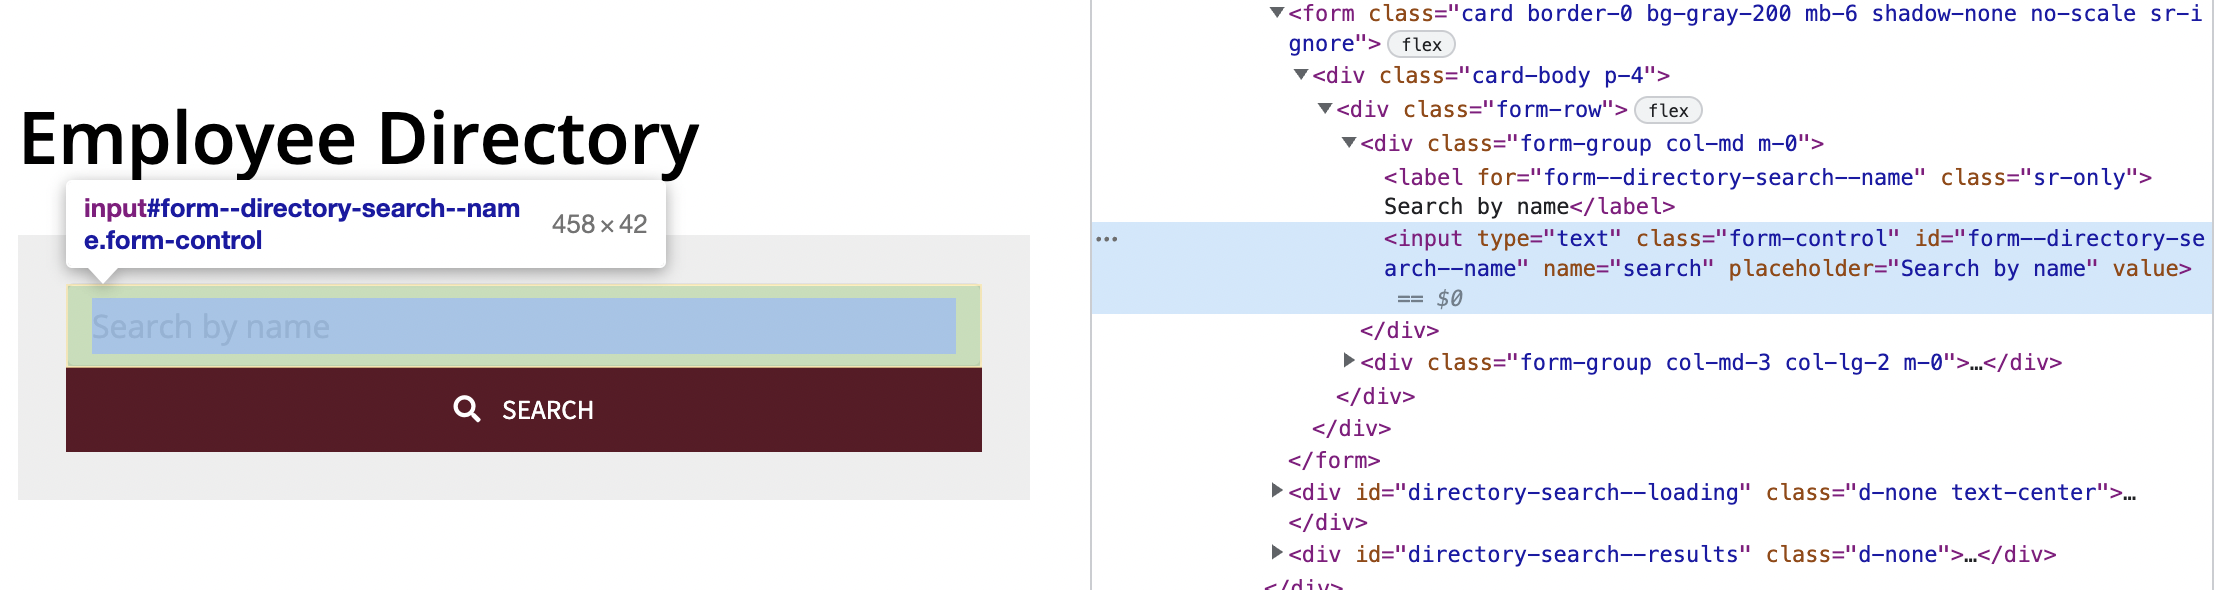 Employee Directory
input#form--directory-search--nam
e.form-control
458 × 42
Search by name
SEARCH
<form class="card border-0 bg-gray-200 mb-6 shadow-none no-scale sr-i
gnore"> flex
<div class="card-body p-4">
<div class="form-row"> flex
<div class="form-group col-md m-0">
<label for="form--directory-search--name" class="sr-only">
Search by name</label>
<input type="text" class="form-control" id="form--directory-se
arch--name" name="search" placeholder="Search by name" value>
== $0
</div>
<div class="form-group col-md-3 col-lg-2 m-0">…</div>
</div>
</div>
</form>
<div id="directory-search--loading" class="d-none text-center">…
</div>
<div id="directory-search--results" class="d-none">…</div>
</div>